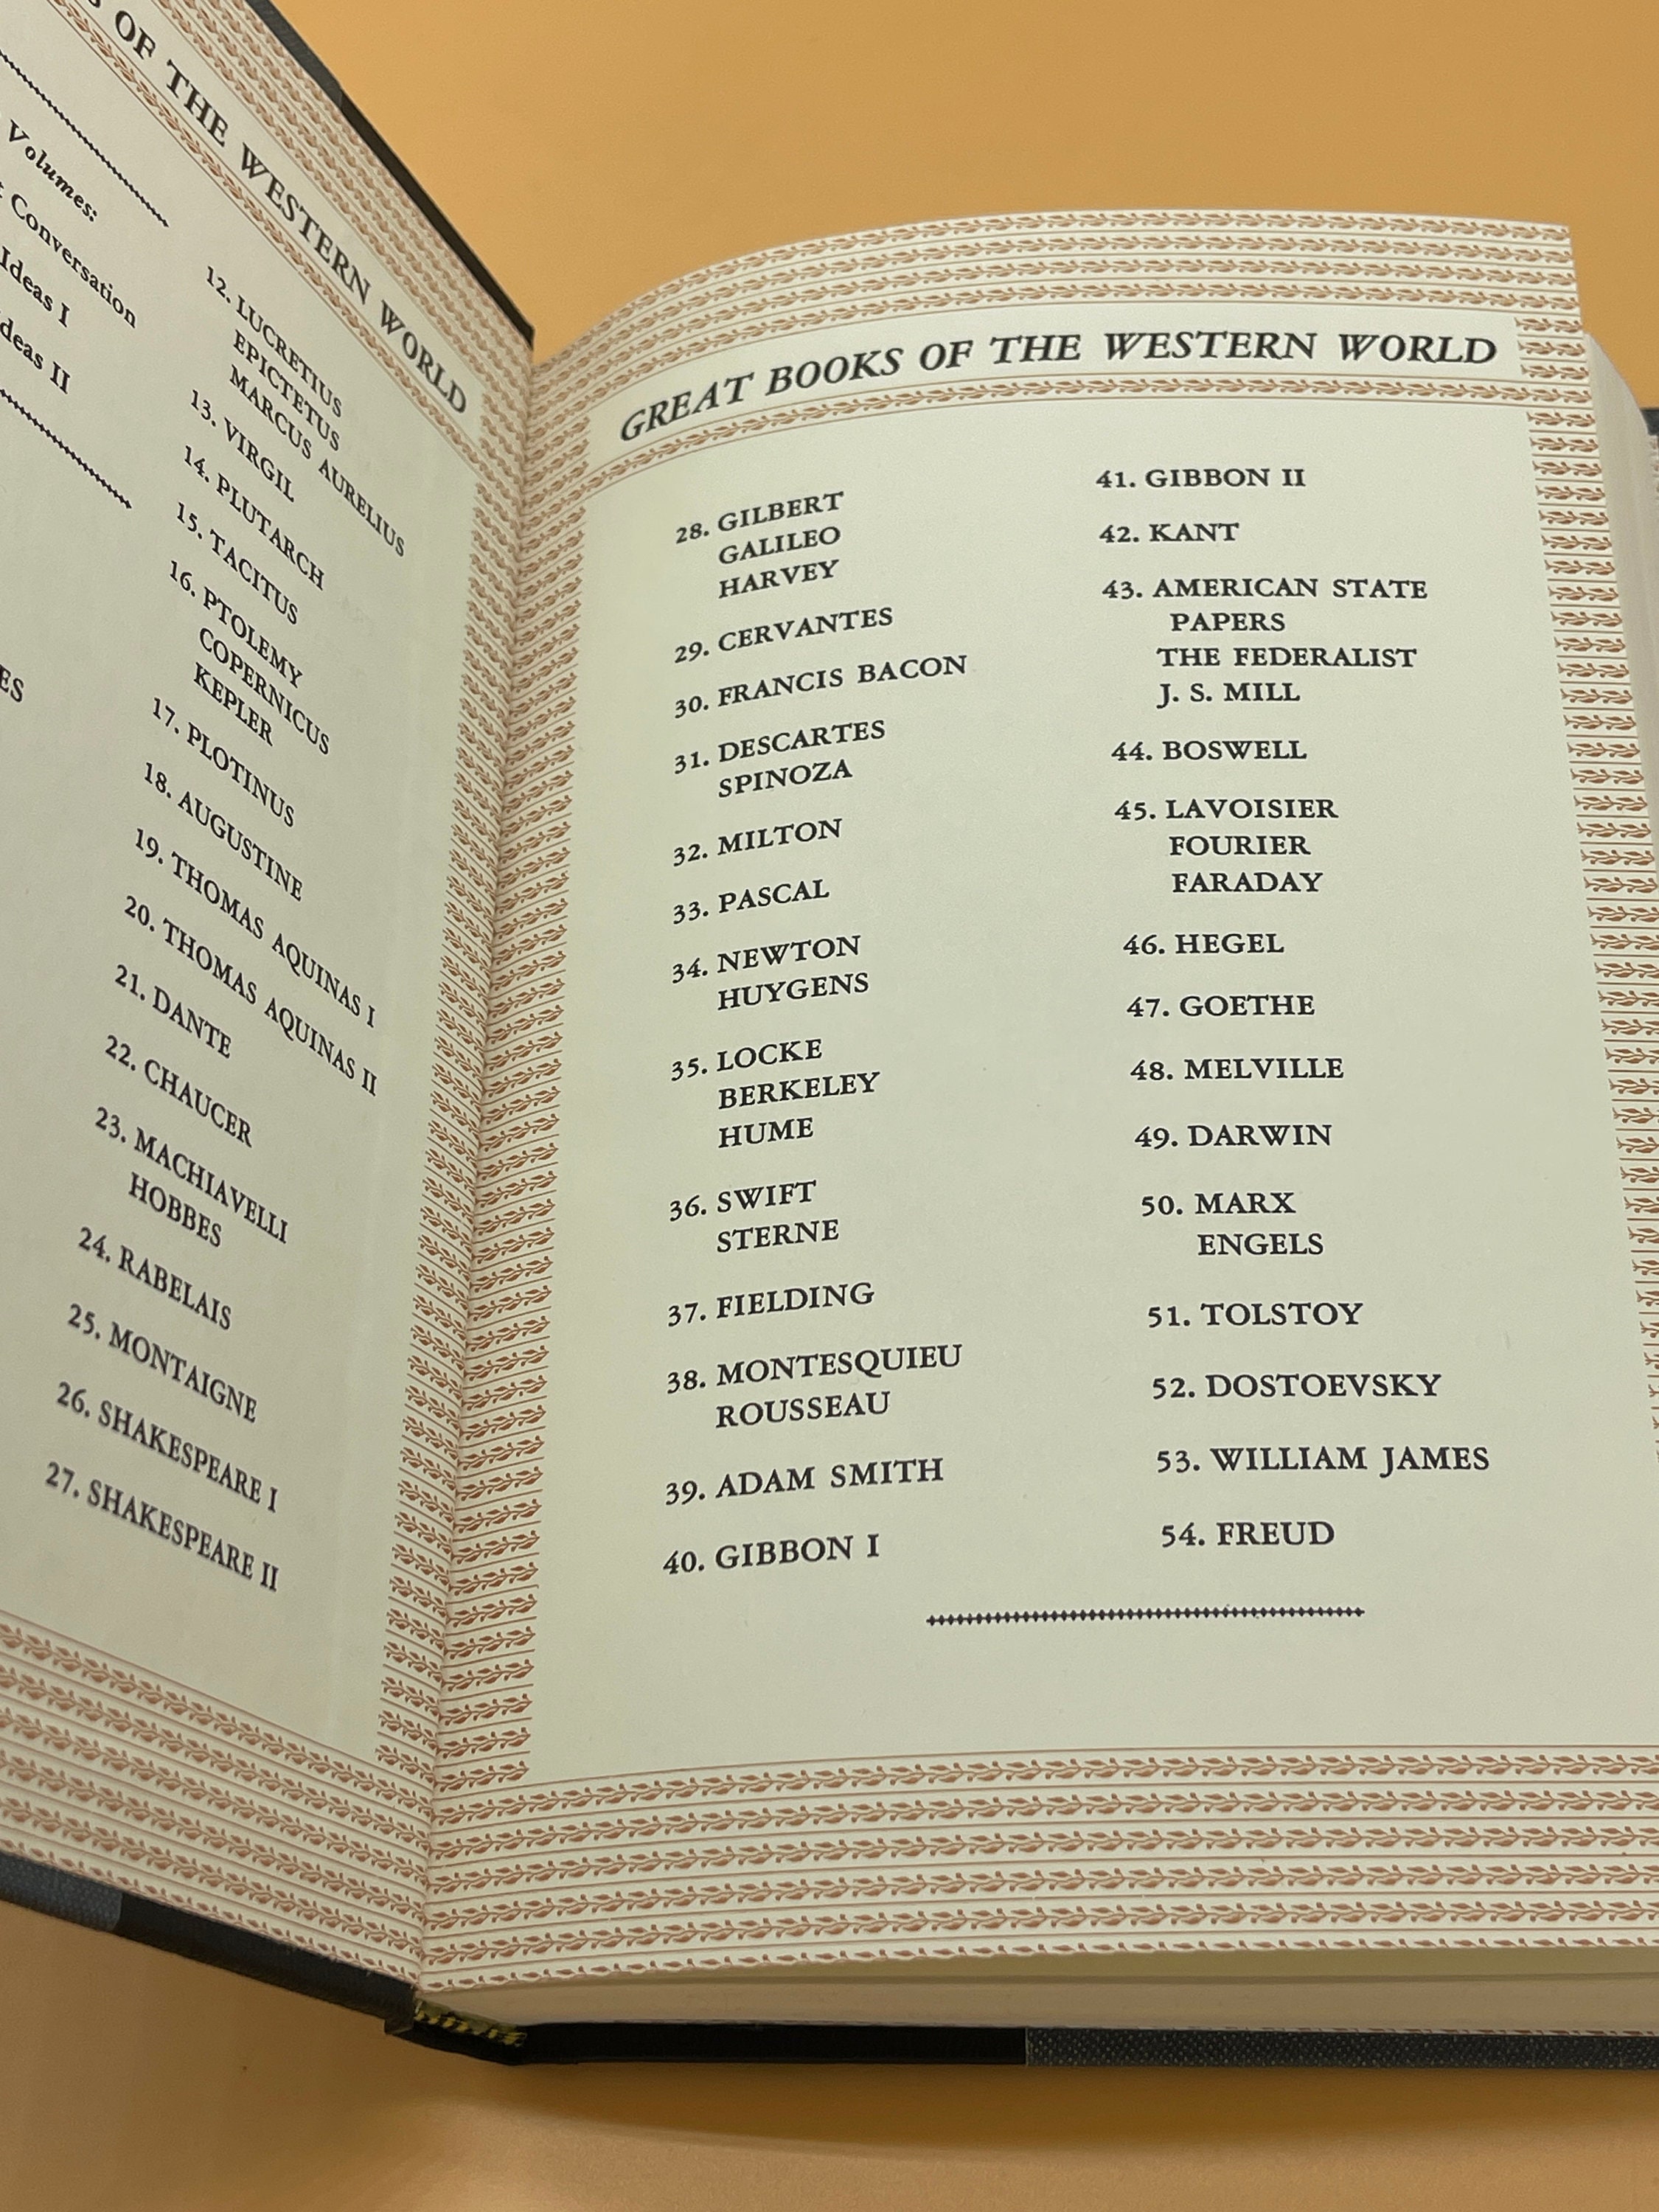 OF THE WESTERN WORLD
Volumes:
Conversation
Ideas I
Ideas II
12. LUCRETIUS
EPICTETUS
MARCUS AURELIUS
13. VIRGIL
14. PLUTARCH
15. TACITUS
16. PTOLEMY
COPERNICUS
KEPLER
17. PLOTINUS
18. AUGUSTINE
19. THOMAS AQUINAS I
20. THOMAS AQUINAS II
21. DANTE
22. CHAUCER
23. MACHIAVELLI
HOBBES
24. RABELAIS
25. MONTAIGNE
26. SHAKESPEARE I
27. SHAKESPEARE II
GREAT BOOKS OF THE WESTERN WORLD
28. GILBERT
GALILEO
HARVEY
29. CERVANTES
30. FRANCIS BACON
31. DESCARTES
SPINOZA
32. MILTON
33. PASCAL
34. NEWTON
HUYGENS
35. LOCKE
BERKELEY
HUME
36. SWIFT
STERNE
37. FIELDING
38. MONTESQUIEU
ROUSSEAU
39. ADAM SMITH
40. GIBBON I
41. GIBBON II
42. KANT
43. AMERICAN STATE
PAPERS
THE FEDERALIST
J. S. MILL
44. BOSWELL
45. LAVOISIER
FOURIER
FARADAY
46. HEGEL
47. GOETHE
48. MELVILLE
49. DARWIN
50. MARX
ENGELS
51. TOLSTOY
52. DOSTOEVSKY
53. WILLIAM JAMES
54. FREUD